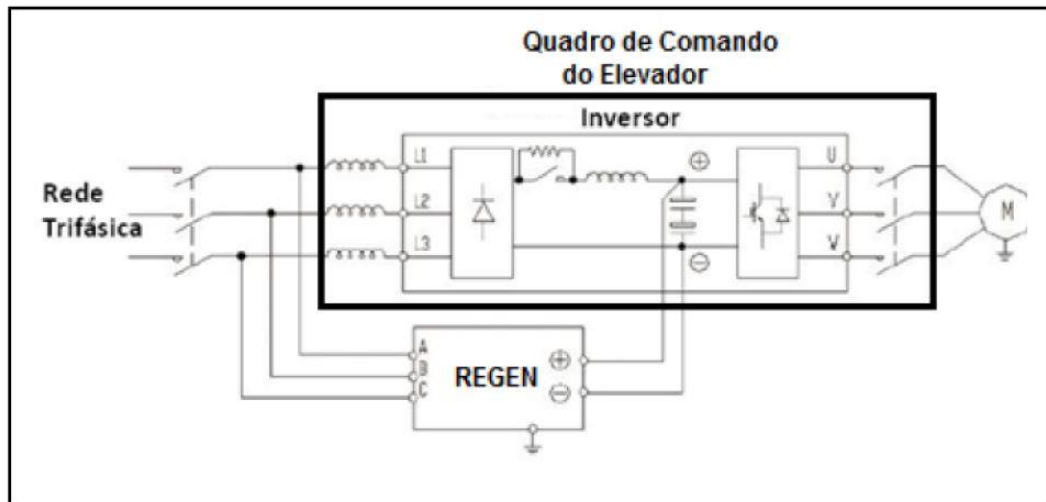 Quadro de Comando
do Elevador
Inversor
L1
U
Rede
Trifásica
L2
V
M
L3
V
A
B
C
REGEN